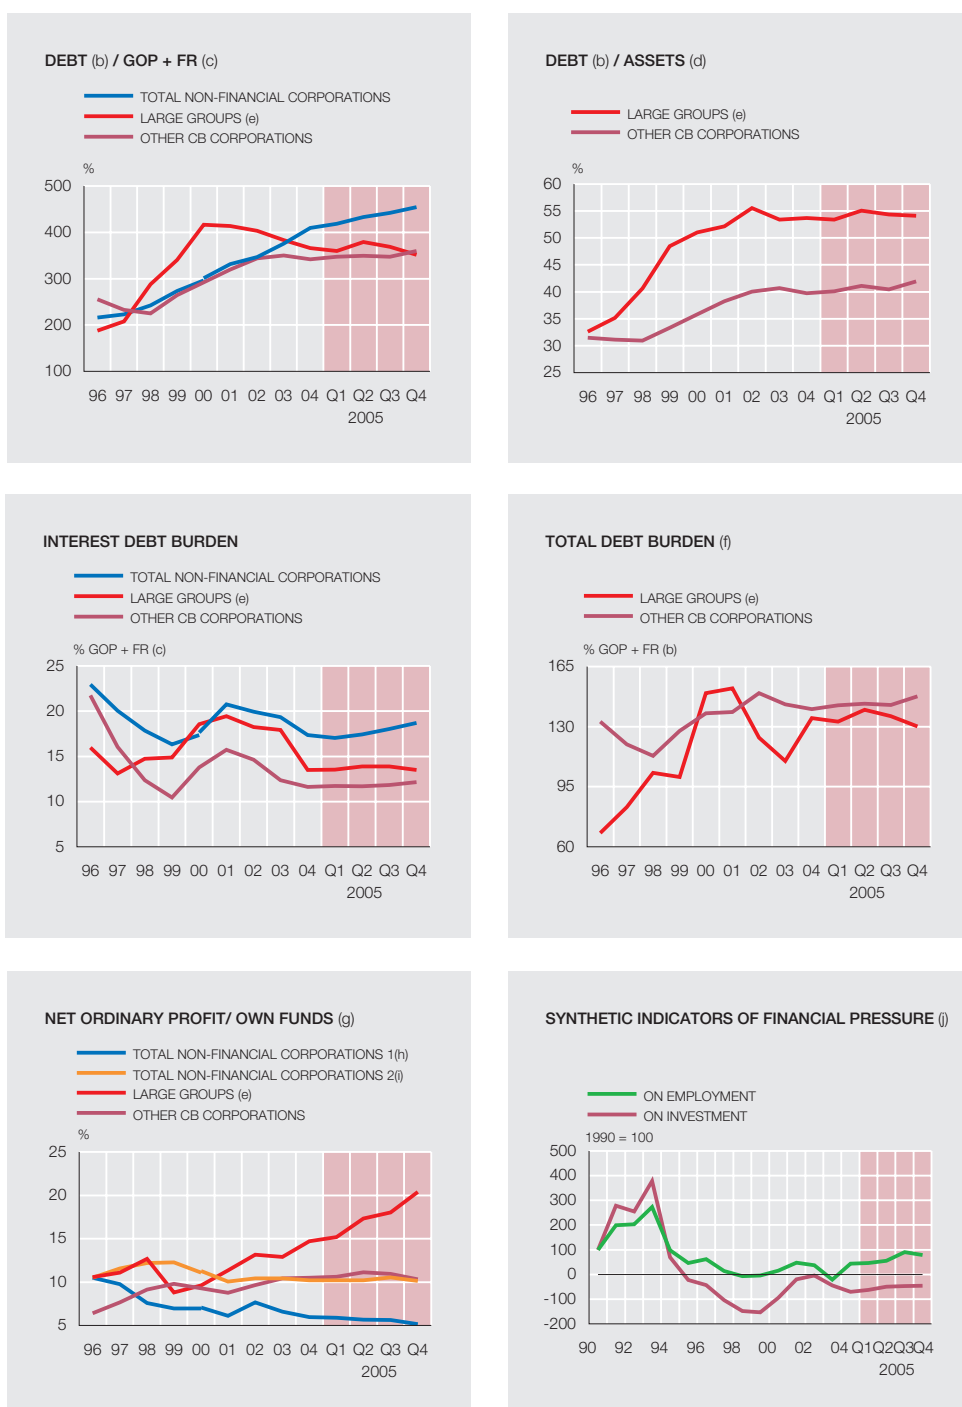 DEBT (b) / GOP + FR (c)
TOTAL NON-FINANCIAL CORPORATIONS
LARGE GROUPS (e)
OTHER CB CORPORATIONS
%
500
400
300
200
100
96 97 98 99 00 01 02 03 04 Q1 Q2 Q3 Q4
2005
DEBT (b) / ASSETS (d)
LARGE GROUPS (e)
OTHER CB CORPORATIONS
%
60
55
50
45
40
35
30
25
96 97 98 99 00 01 02 03 04 Q1 Q2 Q3 Q4
2005
INTEREST DEBT BURDEN
TOTAL NON-FINANCIAL CORPORATIONS
LARGE GROUPS (e)
OTHER CB CORPORATIONS
% GOP + FR (c)
25
20
15
10
5
96 97 98 99 00 01 02 03 04 Q1 Q2 Q3 Q4
2005
TOTAL DEBT BURDEN (f)
LARGE GROUPS (e)
OTHER CB CORPORATIONS
% GOP + FR (b)
165
130
95
60
96 97 98 99 00 01 02 03 04 Q1 Q2 Q3 Q4
2005
NET ORDINARY PROFIT/ OWN FUNDS (g)
TOTAL NON-FINANCIAL CORPORATIONS 1(h)
TOTAL NON-FINANCIAL CORPORATIONS 2(i)
LARGE GROUPS (e)
OTHER CB CORPORATIONS
%
25
20
15
10
5
96 97 98 99 00 01 02 03 04 Q1 Q2 Q3 Q4
2005
SYNTHETIC INDICATORS OF FINANCIAL PRESSURE (j)
ON EMPLOYMENT
ON INVESTMENT
1990 = 100
500
400
300
200
100
0
-100
-200
90 92 94 96 98 00 02 04 Q1Q2Q3Q4
2005